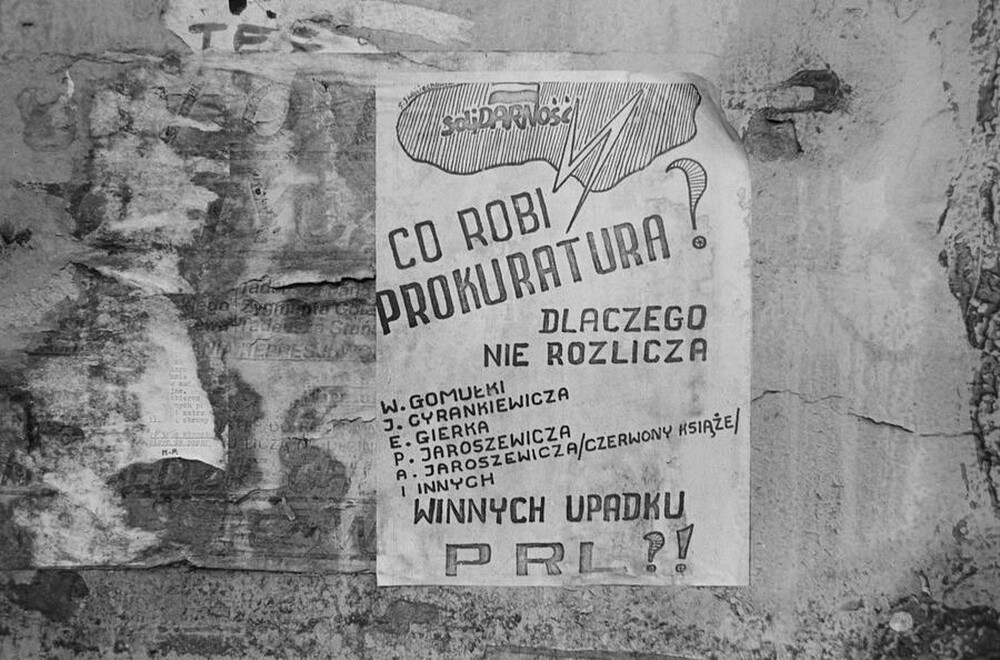 SOLIDARNOŚĆ
CO ROBI
PROKURATURA?
DLACZEGO
NIE ROZLICZA
W. GOMUŁKI
J. CYRANKIEWICZA
E. GIERKA
P. JAROSZEWICZA
A. JAROSZEWICZA/CZERWONY KSIĄŻE/
I INNYCH
WINNYCH UPADKU
PRL?!
H-R